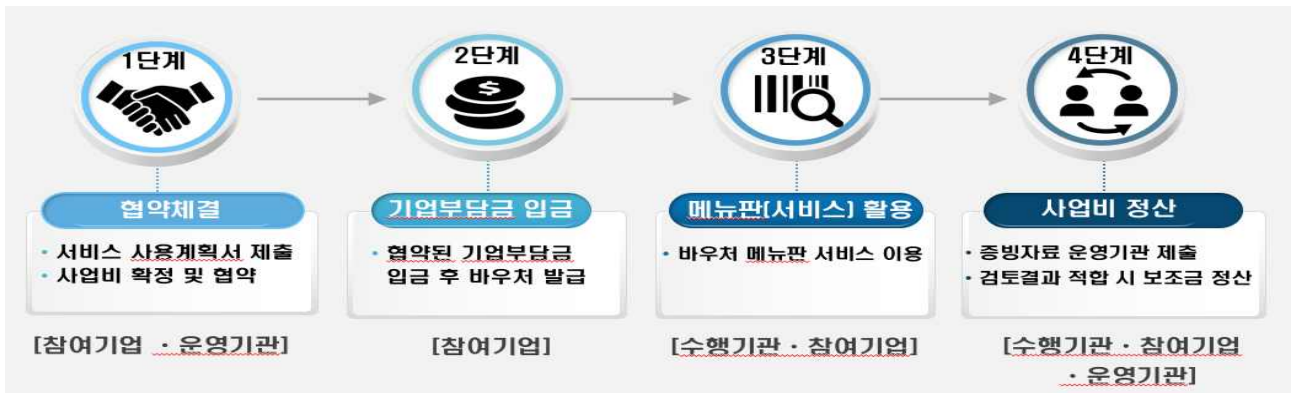 1단계
2단계
3단계
4단계
$
협약체결
• 서비스 사용계획서 제출
• 사업비 확정 및 협약
[참여기업 · 운영기관]
기업부담금 입금
• 협약된 기업부담금
입금 후 바우처 발급
[참여기업]
메뉴판(서비스) 활용
• 바우처 메뉴판 서비스 이용
[수행기관 · 참여기업]
사업비 정산
• 증빙자료 운영기관 제출
• 검토결과 적합 시 보조금 정산
[수행기관 · 참여기업
· 운영기관]